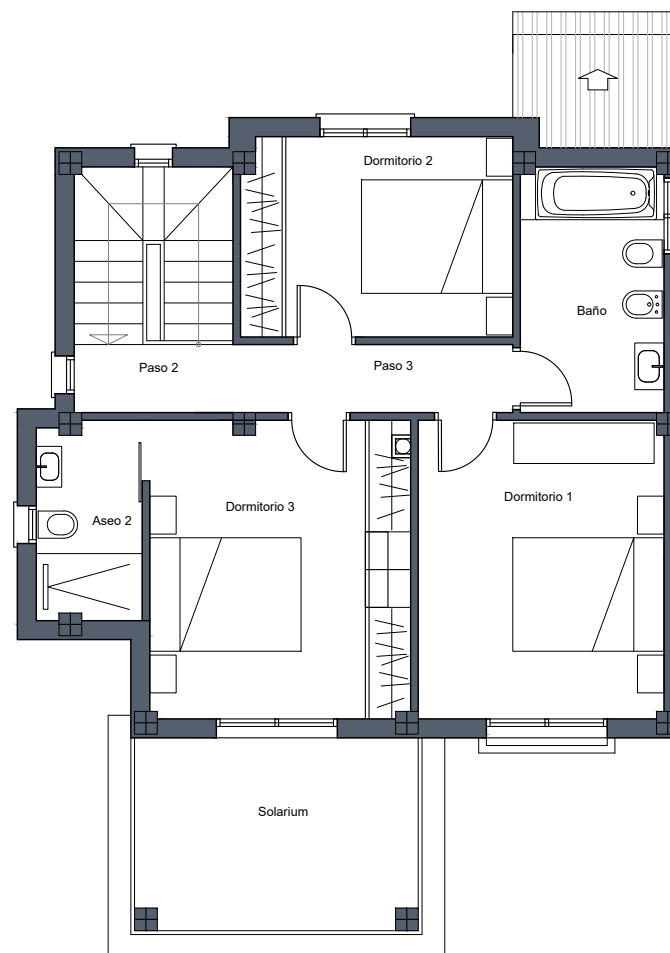 Dormitorio 2
Baño
Paso 2
Paso 3
Dormitorio 1
Dormitorio 3
Aseo 2
Solarium